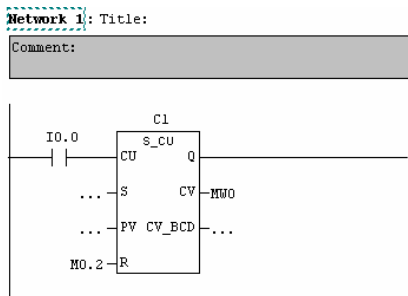 Network 1: Title:
Comment:
C1
I0.0
S_CU
CU Q
... S CV MW0
... PV CV_BCD ...
M0.2 R